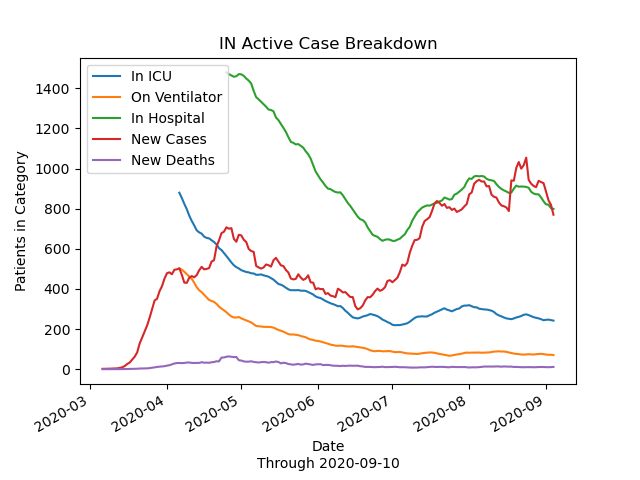 IN Active Case Breakdown
In ICU
On Ventilator
In Hospital
New Cases
New Deaths
Patients in Category
1400
1200
1000
800
600
400
200
0
2020-03
2020-04
2020-05
2020-06
2020-07
2020-08
2020-09
Date
Through 2020-09-10